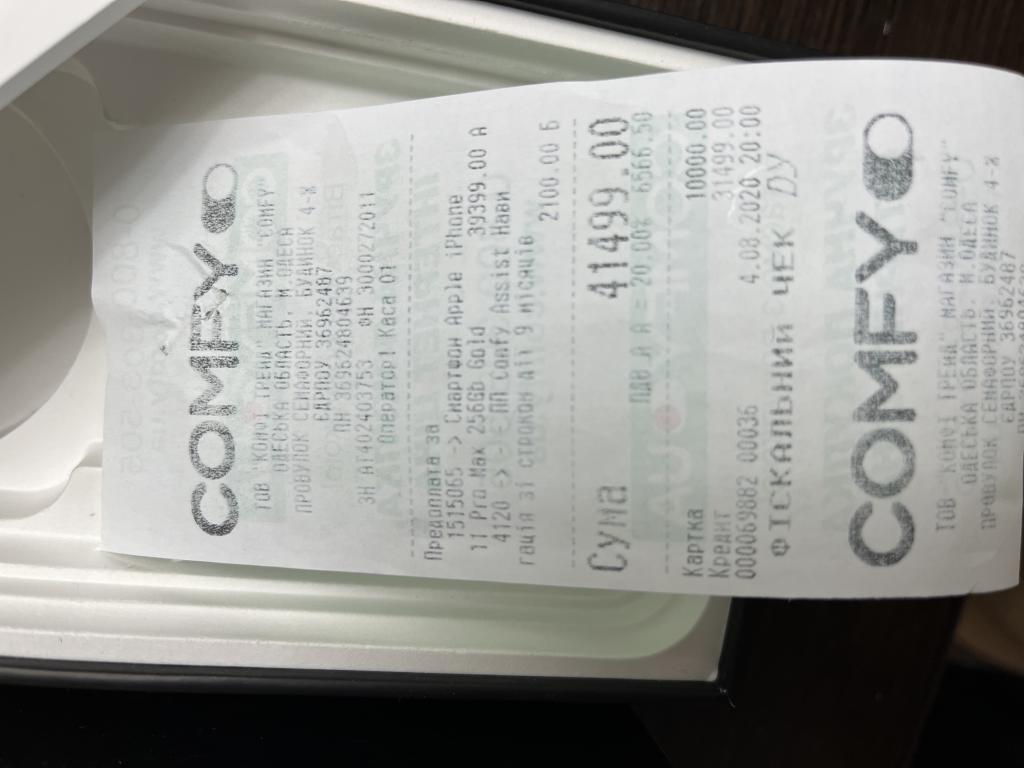 COMFY
ТОВ "КОМФІ ТРЕЙД" МАГАЗИН "COMFY"
ОДЕСЬКА ОБЛАСТЬ, М.ОДЕСА
ПРОВУЛОК СЕМАФОРНИЙ, БУДИНОК 4-Ж
ЄДРПОУ 36962487
ПН 369624804639
ЗН АТ402403753 ФН 3000272011
Оператор1 Каса 01
Предоплата за
1515065 -> Смартфон Apple iPhone
11 Pro Max 256Gb Gold 39399.00 А
4120 -> ПП Comfy Assist Нави
гація зі строком дії 9 місяців
2100.00 Б
Сума 41499.00
ПДВ А А = 20.00% 6566.50
Картка 10000.00
Кредит 31499.00
0000069882 00036 4.08.2020 20:00
ФІСКАЛЬНИЙ ЧЕК
COMFY
ТОВ "КОМФІ ТРЕЙД" МАГАЗИН "COMFY"
ОДЕСЬКА ОБЛАСТЬ, М.ОДЕСА
ПРОВУЛОК СЕМАФОРНИЙ, БУДИНОК 4-Ж
ЄДРПОУ 36962487